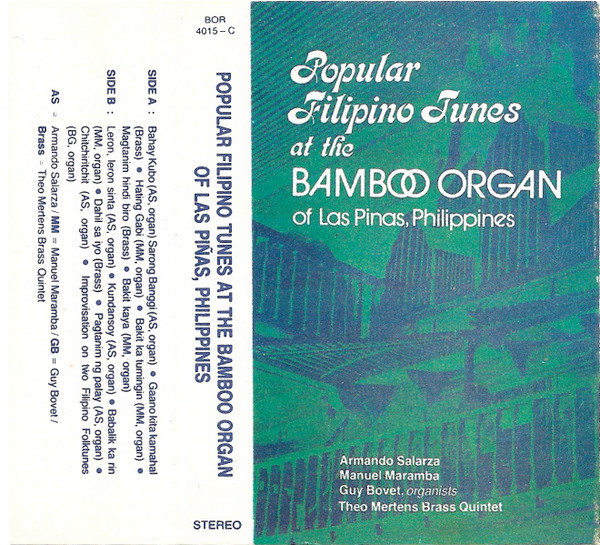 BOR
4015 – C
POPULAR FILIPINO TUNES AT THE BAMBOO ORGAN
OF LAS PIÑAS, PHILIPPINES
SIDE A : Bahay Kubo (AS, organ) Sarong Banggi (AS, organ) • Gaano kita kamahal
(Brass) • Hating Gabi (MM, organ) • Bakit ka tumingin (MM, organ) •
Magtanim hindi biro (Brass) • Bakit kaya (MM, organ)
SIDE B : Leron, leron sinta (AS, organ) • Kundansoy (AS, organ) • Babalik ka rin
(MM, organ) • Dahil sa iyo (Brass) • Pagtanim ng palay (AS, organ) •
Chitchiritchit (AS, organ) • Improvisation on two Filipino Folktunes
(BG, organ)
AS = Armando Salarza / MM = Manuel Maramba / GB = Guy Bovet /
Brass = Theo Mertens Brass Quintet
STEREO
Popular
Filipino Tunes
at the
BAMBOO ORGAN
of Las Pinas, Philippines
Armando Salarza
Manuel Maramba
Guy Bovet, organists
Theo Mertens Brass Quintet